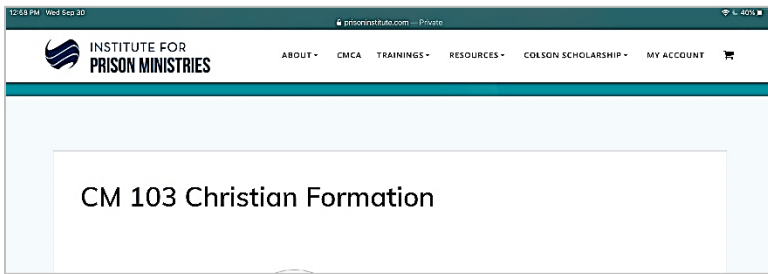 12:58 PM Wed Sep 30
40%
prisoninstitute.com — Private
INSTITUTE FOR
PRISON MINISTRIES
ABOUT CMCA TRAININGS RESOURCES COLSON SCHOLARSHIP MY ACCOUNT
CM 103 Christian Formation